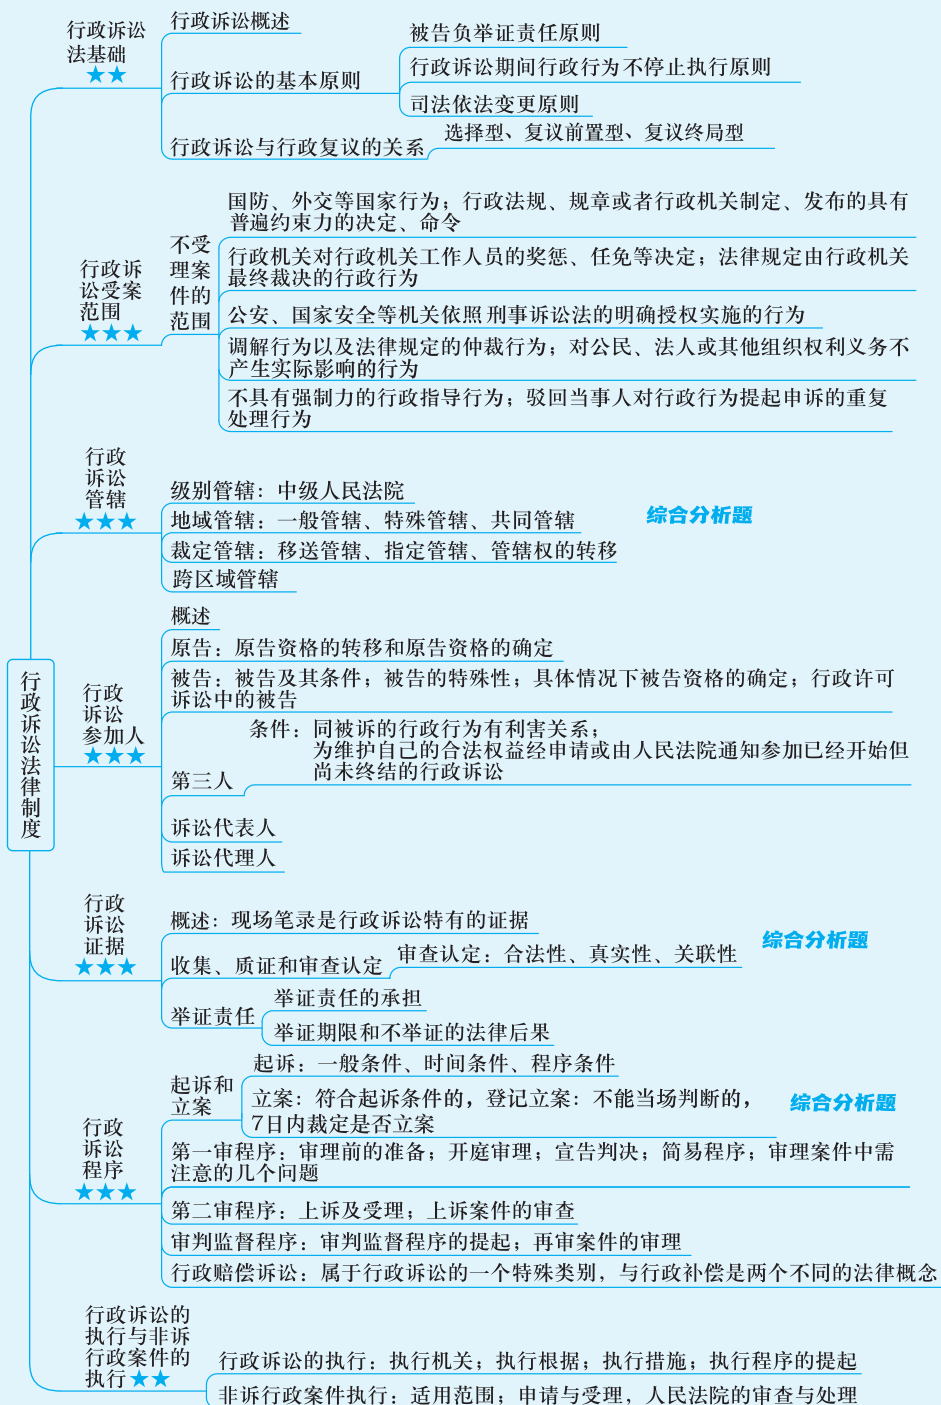 行政诉讼法律制度
行政诉讼
法基础
★★
行政诉讼概述
行政诉讼的基本原则
被告负举证责任原则
行政诉讼期间行政行为不停止执行原则
司法依法变更原则
行政诉讼与行政复议的关系
选择型、复议前置型、复议终局型
行政诉
讼受案
范围
★★★
不受
理案
件的
范围
国防、外交等国家行为；行政法规、规章或者行政机关制定、发布的具有
普遍约束力的决定、命令
行政机关对行政机关工作人员的奖惩、任免等决定；法律规定由行政机关
最终裁决的行政行为
公安、国家安全等机关依照刑事诉讼法的明确授权实施的行为
调解行为以及法律规定的仲裁行为；对公民、法人或其他组织权利义务不
产生实际影响的行为
不具有强制力的行政指导行为；驳回当事人对行政行为提起申诉的重复
处理行为
行政
诉讼
管辖
★★★
级别管辖：中级人民法院
地域管辖：一般管辖、特殊管辖、共同管辖
裁定管辖：移送管辖、指定管辖、管辖权的转移
跨区域管辖
综合分析题
行政
诉讼
参加人
★★★
概述
原告：原告资格的转移和原告资格的确定
被告：被告及其条件；被告的特殊性；具体情况下被告资格的确定；行政许可
诉讼中的被告
第三人
条件：同被诉的行政行为有利害关系；
为维护自己的合法权益经申请或由人民法院通知参加已经开始但
尚未终结的行政诉讼
诉讼代表人
诉讼代理人
行政
诉讼
证据
★★★
概述：现场笔录是行政诉讼特有的证据
收集、质证和审查认定
审查认定：合法性、真实性、关联性
综合分析题
举证责任
举证责任的承担
举证期限和不举证的法律后果
行政
诉讼
程序
★★★
起诉和
立案
起诉：一般条件、时间条件、程序条件
立案：符合起诉条件的，登记立案：不能当场判断的，
7日内裁定是否立案
综合分析题
第一审程序：审理前的准备；开庭审理；宣告判决；简易程序；审理案件中需
注意的几个问题
第二审程序：上诉及受理；上诉案件的审查
审判监督程序：审判监督程序的提起；再审案件的审理
行政赔偿诉讼：属于行政诉讼的一个特殊类别，与行政补偿是两个不同的法律概念
行政诉讼的
执行与非诉
行政案件的
执行★★
行政诉讼的执行：执行机关；执行根据；执行措施；执行程序的提起
非诉行政案件执行：适用范围；申请与受理，人民法院的审查与处理